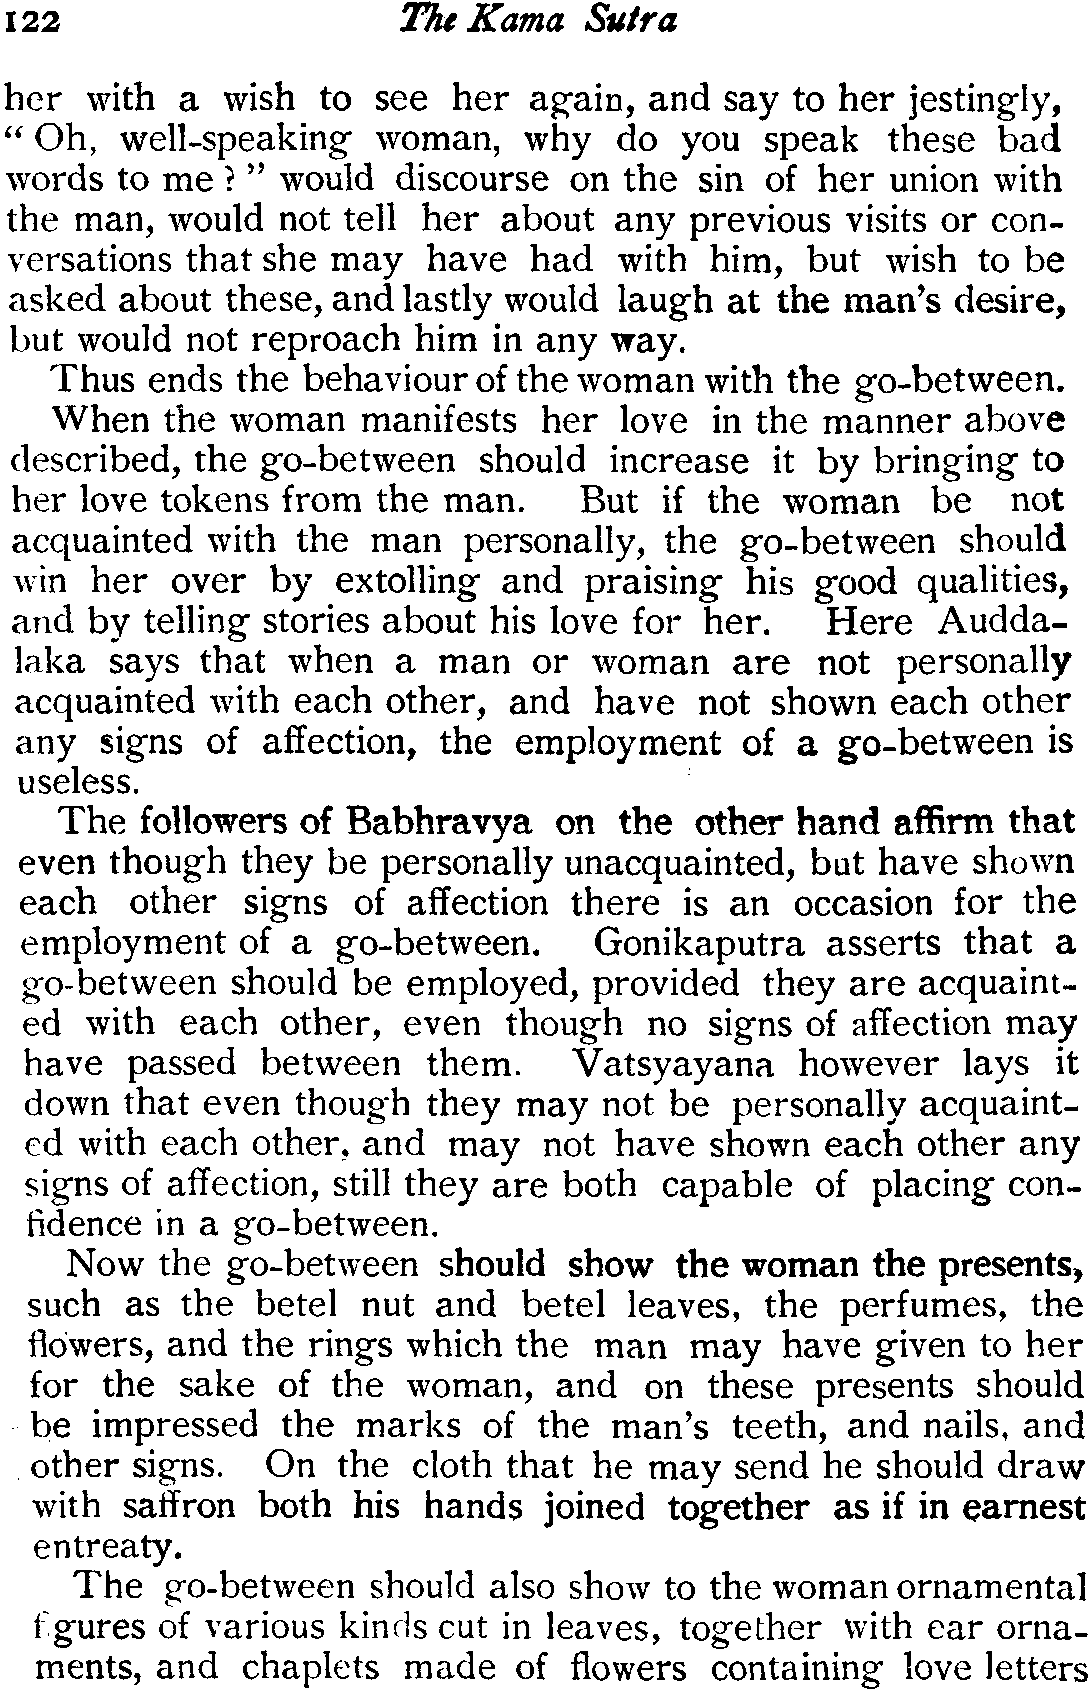 122 The Kama Sutra
her with a wish to see her again, and say to her jestingly,
“ Oh, well-speaking woman, why do you speak these bad
words to me ? ” would discourse on the sin of her union with
the man, would not tell her about any previous visits or con-
versations that she may have had with him, but wish to be
asked about these, and lastly would laugh at the man's desire,
but would not reproach him in any way.
Thus ends the behaviour of the woman with the go-between.
When the woman manifests her love in the manner above
described, the go-between should increase it by bringing to
her love tokens from the man. But if the woman be not
acquainted with the man personally, the go-between should
win her over by extolling and praising his good qualities,
and by telling stories about his love for her. Here Audda-
laka says that when a man or woman are not personally
acquainted with each other, and have not shown each other
any signs of affection, the employment of a go-between is
useless.
The followers of Babhravya on the other hand affirm that
even though they be personally unacquainted, but have shown
each other signs of affection there is an occasion for the
employment of a go-between. Gonikaputra asserts that a
go-between should be employed, provided they are acquaint-
ed with each other, even though no signs of affection may
have passed between them. Vatsyayana however lays it
down that even though they may not be personally acquaint-
ed with each other, and may not have shown each other any
signs of affection, still they are both capable of placing con-
fidence in a go-between.
Now the go-between should show the woman the presents,
such as the betel nut and betel leaves, the perfumes, the
flowers, and the rings which the man may have given to her
for the sake of the woman, and on these presents should
be impressed the marks of the man's teeth, and nails, and
other signs. On the cloth that he may send he should draw
with saffron both his hands joined together as if in earnest
entreaty.
The go-between should also show to the woman ornamental
figures of various kinds cut in leaves, together with ear orna-
ments, and chaplets made of flowers containing love letters